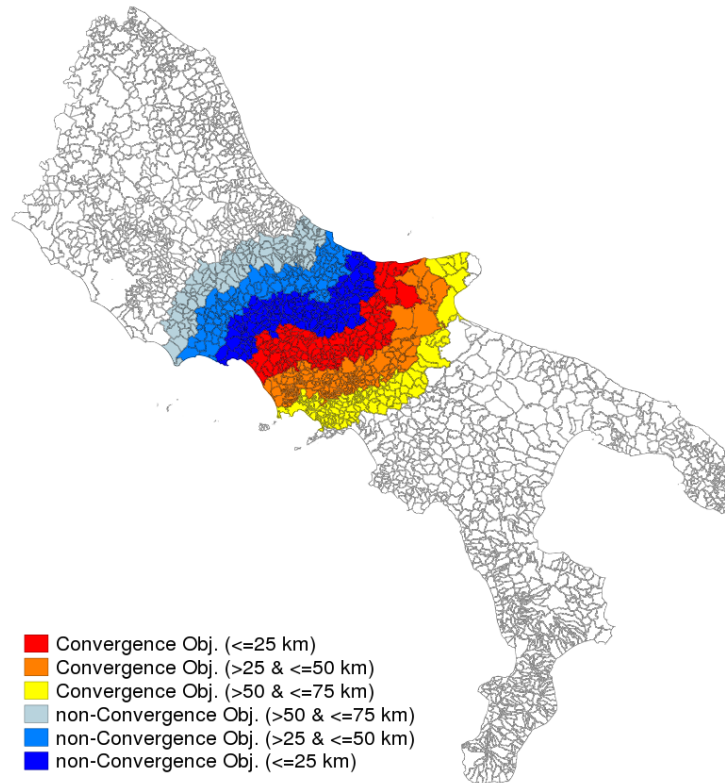 Convergence Obj. (<=25 km)
Convergence Obj. (>25 & <=50 km)
Convergence Obj. (>50 & <=75 km)
non-Convergence Obj. (>50 & <=75 km)
non-Convergence Obj. (>25 & <=50 km)
non-Convergence Obj. (<=25 km)